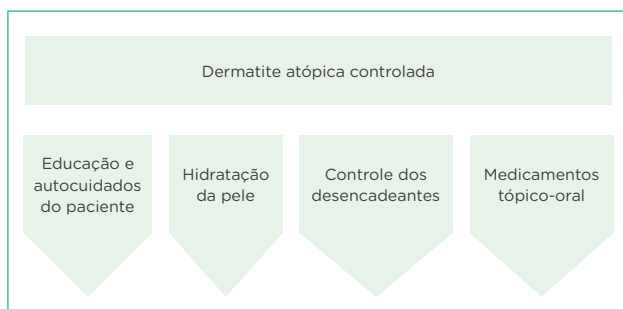 Dermatite atópica controlada
Educação e
autocuidados
do paciente
Hidratação
da pele
Controle dos
desencadeantes
Medicamentos
tópico-oral